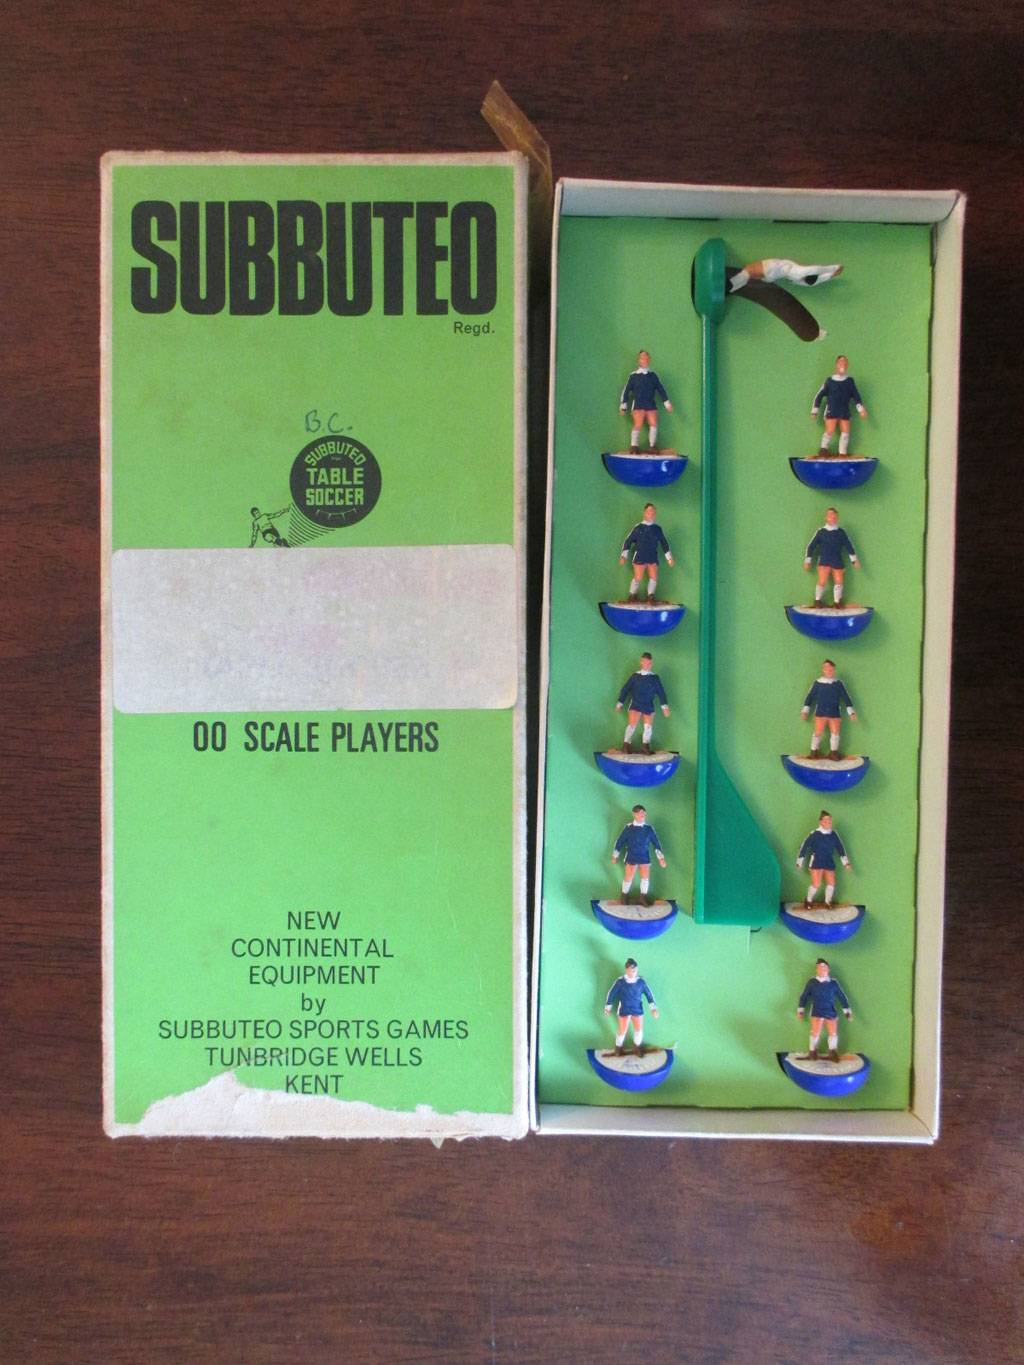 SUBBUTEO
Regd.
B.C.
SUBBUTEO
TABLE
SOCCER
00 SCALE PLAYERS
NEW
CONTINENTAL
EQUIPMENT
by
SUBBUTEO SPORTS GAMES
TUNBRIDGE WELLS
KENT